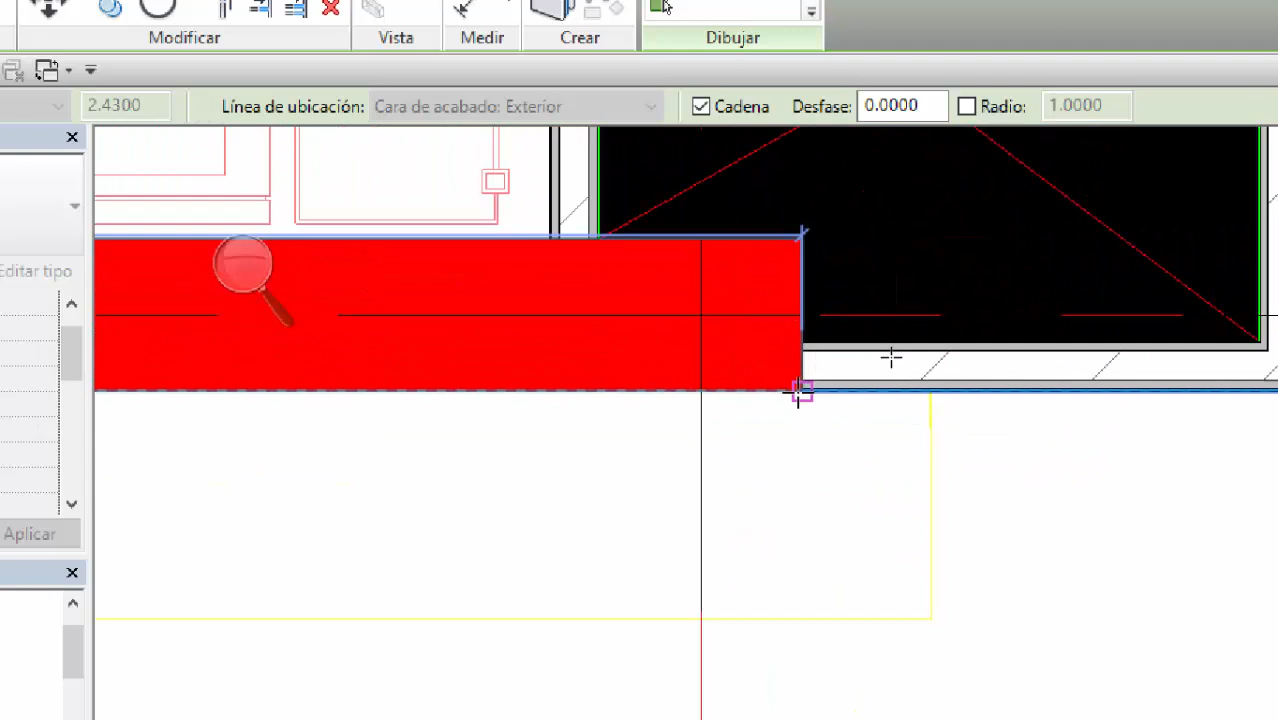 Modificar Vista Medir Crear Dibujar
2.4300 Línea de ubicación: Cara de acabado: Exterior Cadena Desfase: 0.0000 Radio: 1.0000
Editar tipo
Aplicar